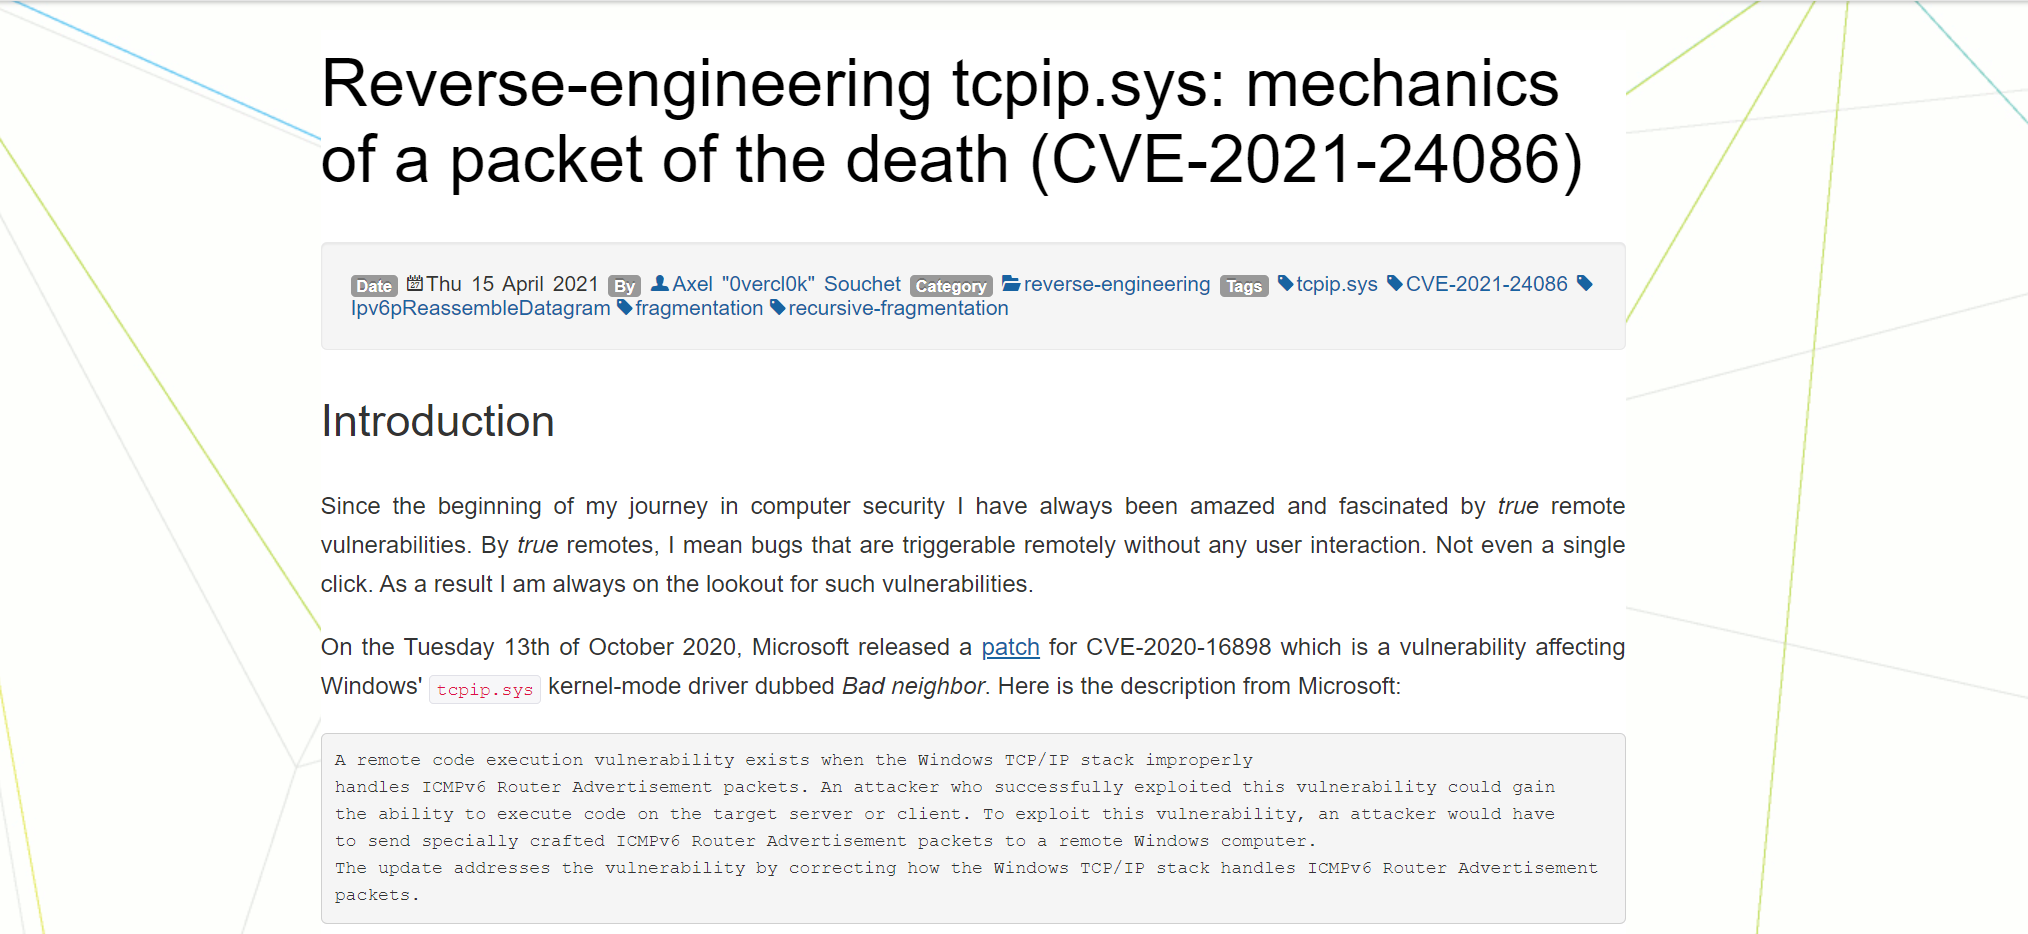 Reverse-engineering tcpip.sys: mechanics
of a packet of the death (CVE-2021-24086)
Date Thu 15 April 2021 By Axel "0vercl0k" Souchet Category reverse-engineering Tags tcpip.sys CVE-2021-24086
Ipv6pReassembleDatagram fragmentation recursive-fragmentation
Introduction
Since the beginning of my journey in computer security I have always been amazed and fascinated by true remote
vulnerabilities. By true remotes, I mean bugs that are triggerable remotely without any user interaction. Not even a single
click. As a result I am always on the lookout for such vulnerabilities.
On the Tuesday 13th of October 2020, Microsoft released a patch for CVE-2020-16898 which is a vulnerability affecting
Windows' tcpip.sys kernel-mode driver dubbed Bad neighbor. Here is the description from Microsoft:
A remote code execution vulnerability exists when the Windows TCP/IP stack improperly
handles ICMPv6 Router Advertisement packets. An attacker who successfully exploited this vulnerability could gain
the ability to execute code on the target server or client. To exploit this vulnerability, an attacker would have
to send specially crafted ICMPv6 Router Advertisement packets to a remote Windows computer.
The update addresses the vulnerability by correcting how the Windows TCP/IP stack handles ICMPv6 Router Advertisement
packets.